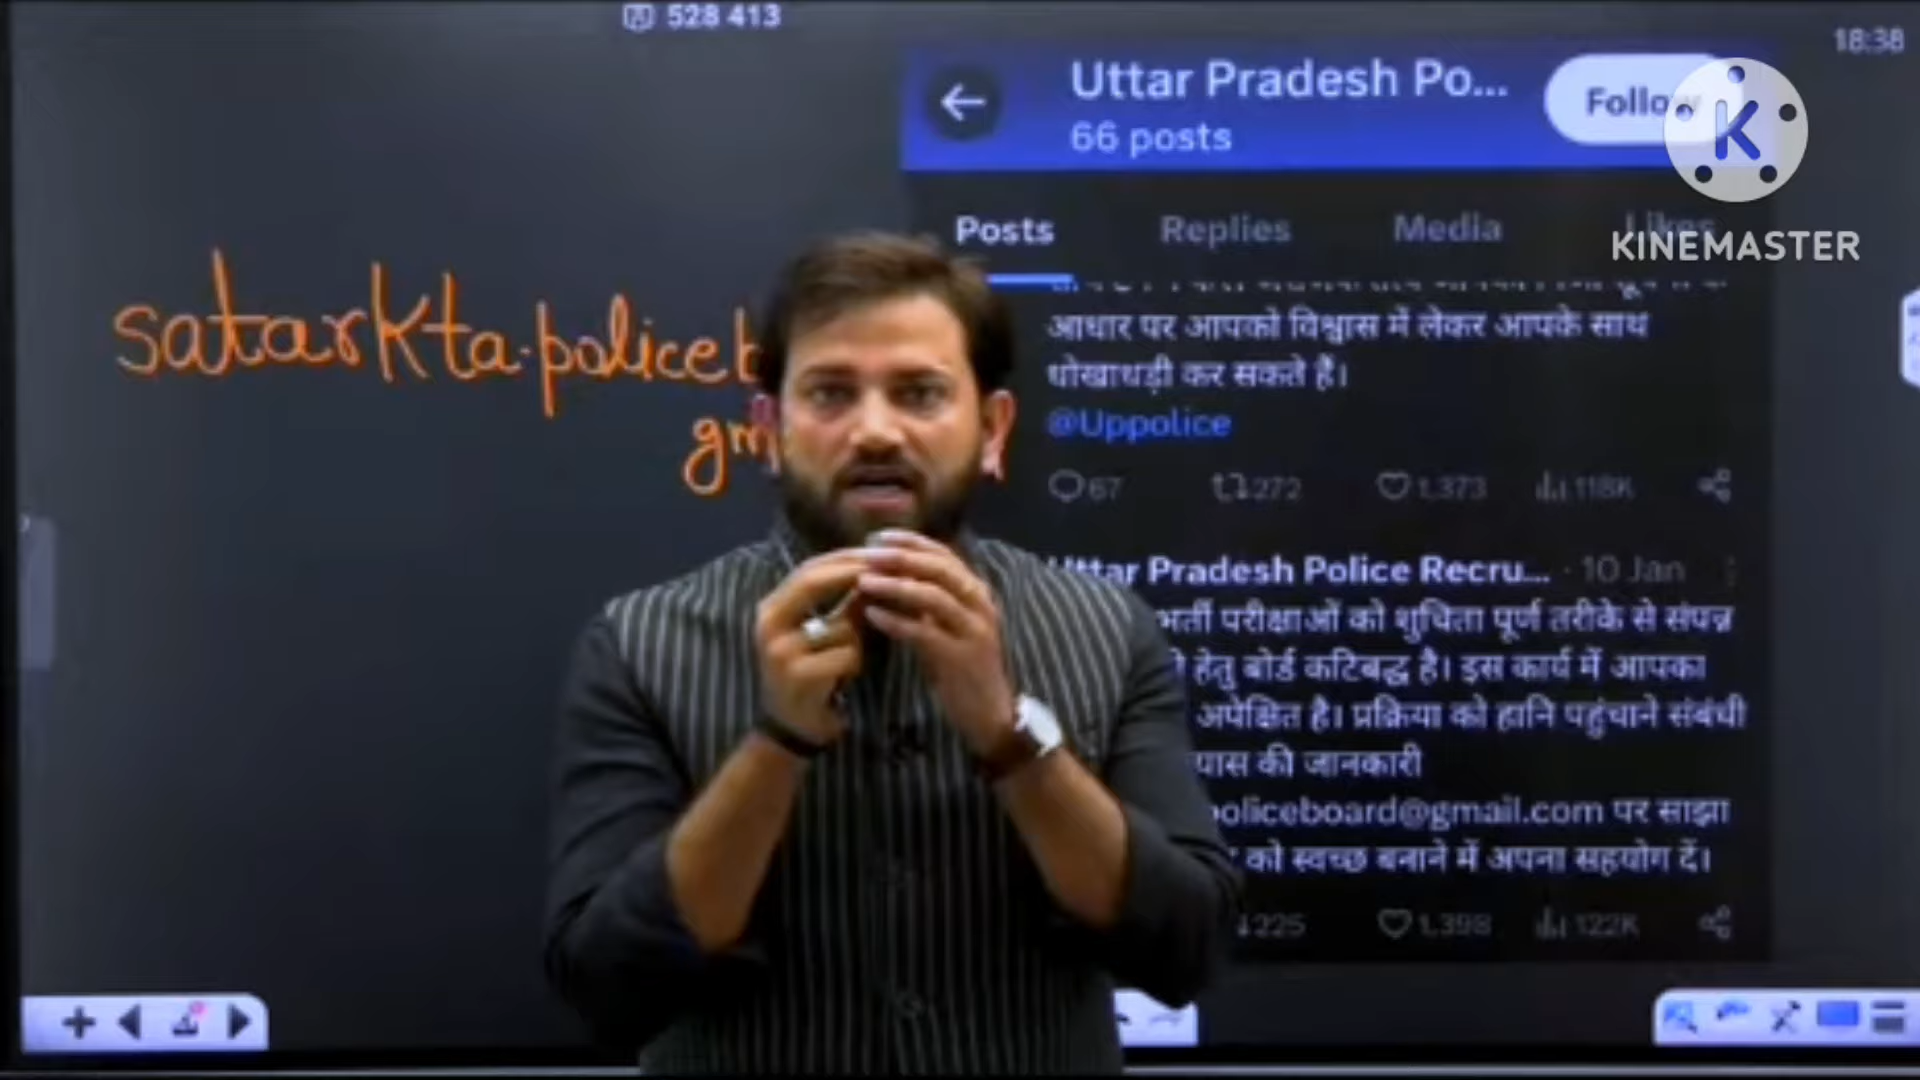 528 413
18:38
Uttar Pradesh Po...
Follow
66 posts
KINEMASTER
Posts Replies Media Likes
आधार पर आपको विश्वास में लेकर आपके साथ
धोखाधड़ी कर सकते हैं।
@Uppolice
67 272 1,373 118K
satarkta.police
gm
Pradesh Police Recru... · 10 Jan
भर्ती परीक्षाओं को शुचिता पूर्ण तरीके से संपन्न
हेतु बोर्ड कटिबद्ध है। इस कार्य में आपका
अपेक्षित है। प्रक्रिया को हानि पहुंचाने संबंधी
की जानकारी
policeboard@gmail.com पर साझा
को स्वच्छ बनाने में अपना सहयोग दें।
225 1,398 122K